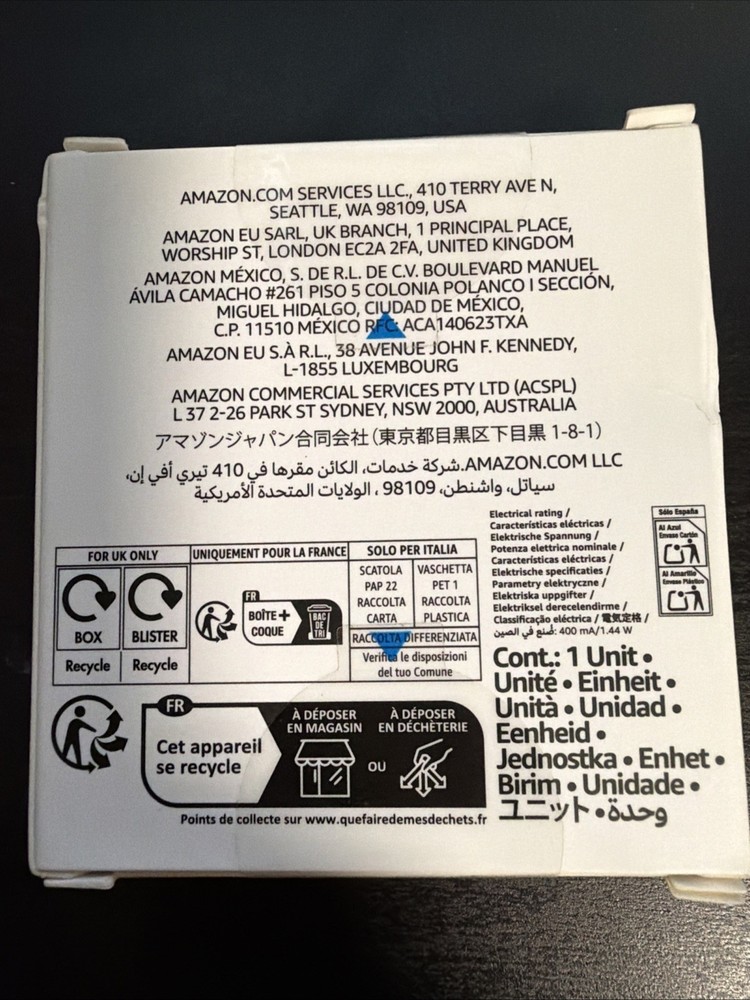 AMAZON.COM SERVICES LLC., 410 TERRY AVE N,
SEATTLE, WA 98109, USA
AMAZON EU SARL, UK BRANCH, 1 PRINCIPAL PLACE,
WORSHIP ST, LONDON EC2A 2FA, UNITED KINGDOM
AMAZON MÉXICO, S. DE R.L. DE C.V. BOULEVARD MANUEL
ÁVILA CAMACHO #261 PISO 5 COLONIA POLANCO I SECCIÓN,
MIGUEL HIDALGO, CIUDAD DE MÉXICO,
C.P. 11510 MÉXICO RFC: ACA140623TXA
AMAZON EU S.À R.L., 38 AVENUE JOHN F. KENNEDY,
L-1855 LUXEMBOURG
AMAZON COMMERCIAL SERVICES PTY LTD (ACSPL)
L 37 2-26 PARK ST SYDNEY, NSW 2000, AUSTRALIA
アマゾンジャパン合同会社（東京都目黒区下目黒 1-8-1）
AMAZON.COM LLC.شركة خدمات، الكائن مقرها في 410 تيري أفي إن،
سياتل، واشنطن، 98109 ، الولايات المتحدة الأمريكية
FOR UK ONLY
BOX
BLISTER
Recycle
Recycle
UNIQUEMENT POUR LA FRANCE
FR
BOÎTE +
COQUE
BAC
DE
TRI
SOLO PER ITALIA
SCATOLA
PAP 22
RACCOLTA
CARTA
VASCHETTA
PET 1
RACCOLTA
PLASTICA
RACCOLTA DIFFERENZIATA
Verifica le disposizioni
del tuo Comune
Electrical rating /
Características eléctricas /
Elektrische Spannung /
Potenza elettrica nominale /
Características eléctricas /
Elektrische specificaties /
Parametry elektryczne /
Elektriska uppgifter /
Elektriksel derecelendirme /
Classificação eléctrica / 電気定格 /
صُنع في الصين: 400 mA/1.44 W
Sólo España
Al Azul
Envase Cartón
Al Amarillo
Envase Plástico
FR
Cet appareil
se recycle
À DÉPOSER
EN MAGASIN
OU
À DÉPOSER
EN DÉCHÈTERIE
Points de collecte sur www.quefairedemesdechets.fr
Cont.: 1 Unit •
Unité • Einheit •
Unità • Unidad •
Eenheid •
Jednostka • Enhet •
Birim • Unidade •
ユニット • وحدة